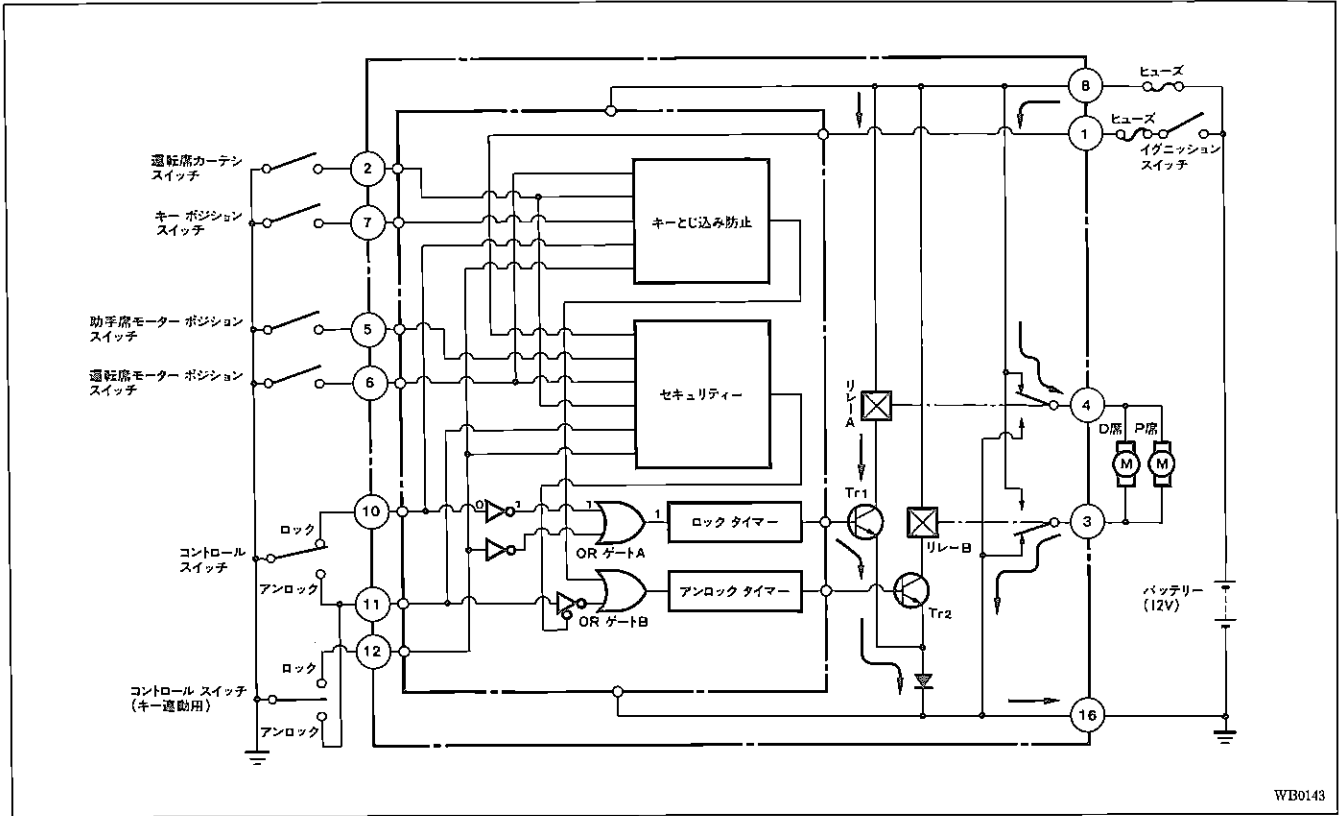 ヒューズ
8
ヒューズ
1
イグニッション
スイッチ
運転席カーテシ
スイッチ
2
キー ポジション
スイッチ
7
キーとじ込み防止
助手席モーター ポジション
スイッチ
5
運転席モーター ポジション
スイッチ
6
セキュリティー
リレーA
4
D席 P席
M M
Tr1
ロック
10
0 1 1
1
ロック タイマー
リレーB
3
OR ゲートA
コントロール
スイッチ
アンロック
11
アンロック タイマー
Tr2
OR ゲートB
バッテリー
(12V)
12
ロック
コントロール スイッチ
(キー連動用)
アンロック
16
WB0143